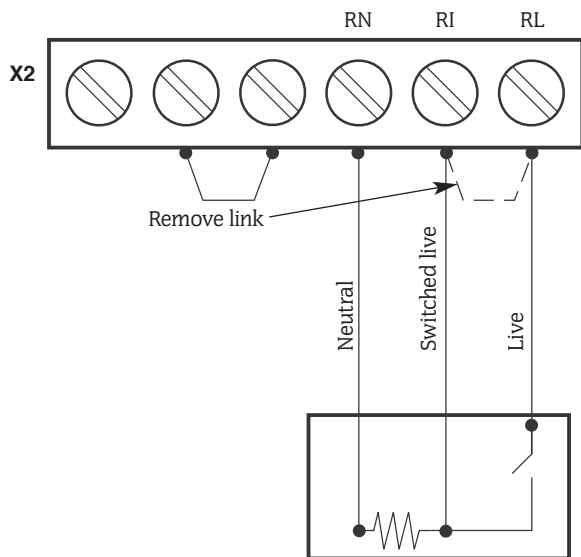 RN RI RL
X2
Remove link
Neutral
Switched live
Live